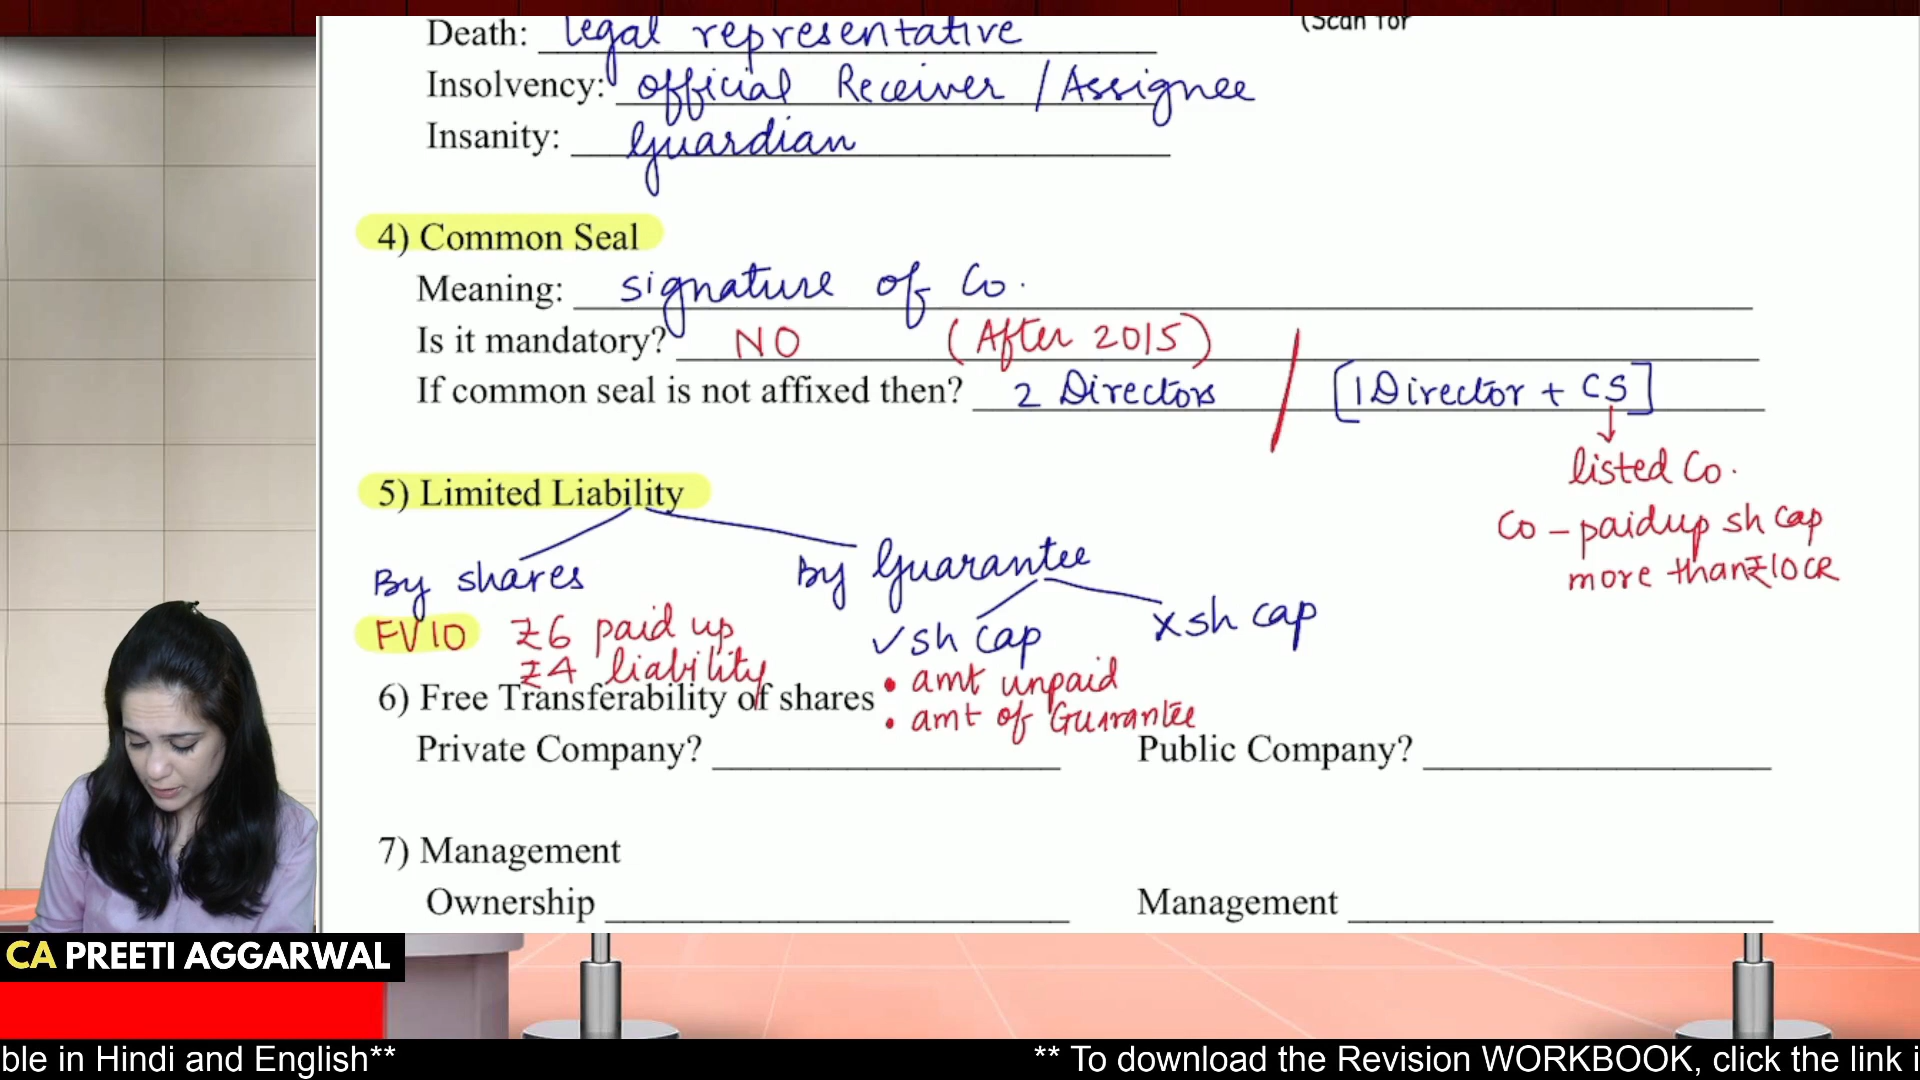 (Scan for
Death: legal representative
Insolvency: official Receiver / Assignee
Insanity: Guardian
4) Common Seal
Meaning: signature of Co.
Is it mandatory? NO (After 2015)
If common seal is not affixed then? 2 Directors / [1 Director + CS]
listed Co.
Co - paidup sh cap
more than ₹10 CR
5) Limited Liability
By shares
By Guarantee
FV 10 ₹6 paid up
₹4 liability
✓ sh cap
x sh cap
• amt unpaid
• amt of Guarantee
6) Free Transferability of shares
Private Company? Public Company?
7) Management
Ownership Management
CA PREETI AGGARWAL
ble in Hindi and English** ** To download the Revision WORKBOOK, click the link i